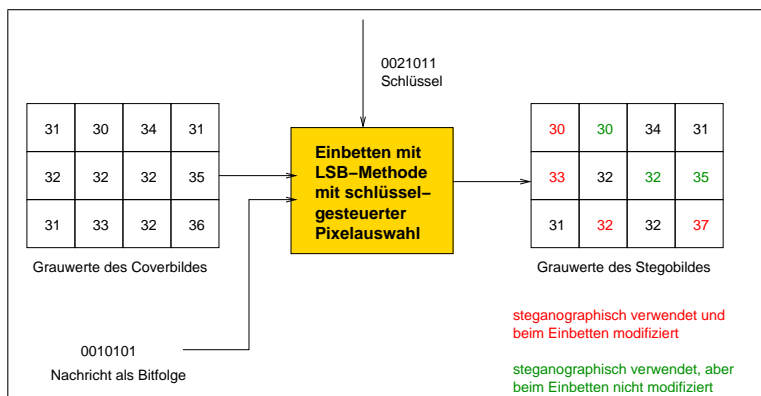 0021011
Schlüssel
31 30 34 31
32 32 32 35
31 33 32 36
Grauwerte des Coverbildes
0010101
Nachricht als Bitfolge
Einbetten mit
LSB–Methode
mit schlüssel–
gesteuerter
Pixelauswahl
30 30 34 31
33 32 32 35
31 32 32 37
Grauwerte des Stegobildes
steganographisch verwendet und
beim Einbetten modifiziert
steganographisch verwendet, aber
beim Einbetten nicht modifiziert